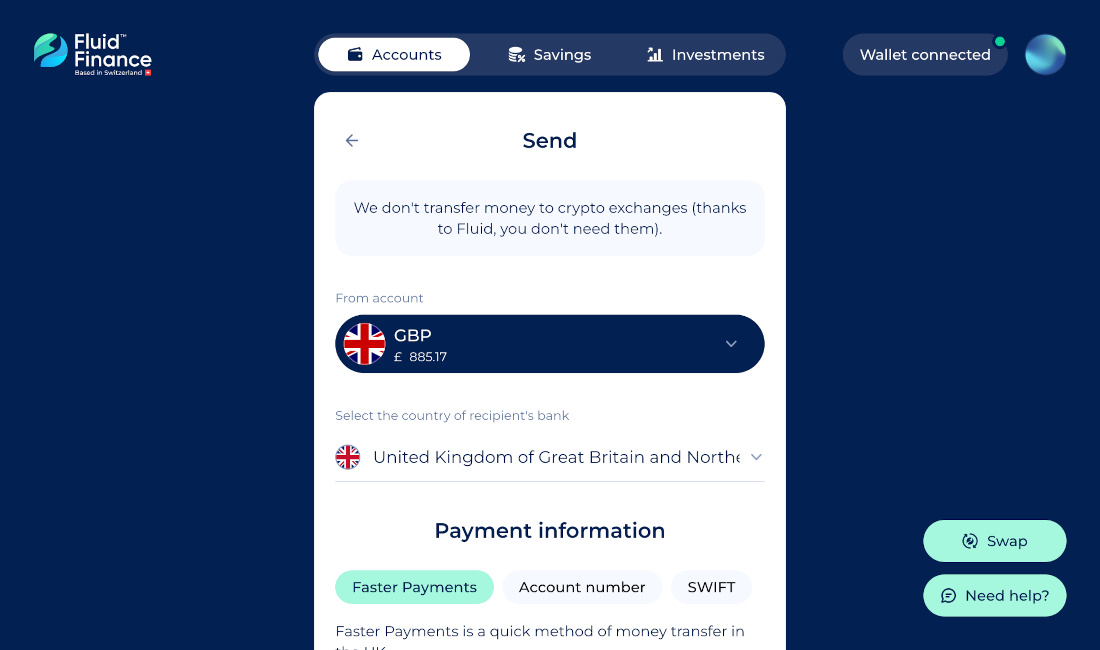 Fluid™
Finance
Based in Switzerland
Accounts
Savings
Investments
Wallet connected
Send
We don't transfer money to crypto exchanges (thanks
to Fluid, you don't need them).
From account
GBP
£ 885.17
Select the country of recipient's bank
United Kingdom of Great Britain and Northe
Payment information
Faster Payments
Account number
SWIFT
Faster Payments is a quick method of money transfer in
the UK
Swap
Need help?